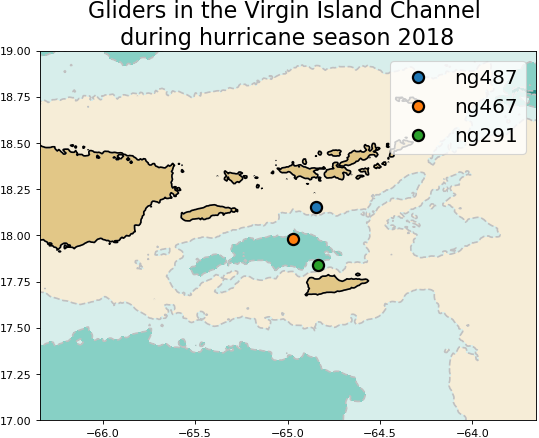 Gliders in the Virgin Island Channel
during hurricane season 2018
19.00
18.75
18.50
18.25
18.00
17.75
17.50
17.25
17.00
ng487
ng467
ng291
−66.0
−65.5
−65.0
−64.5
−64.0